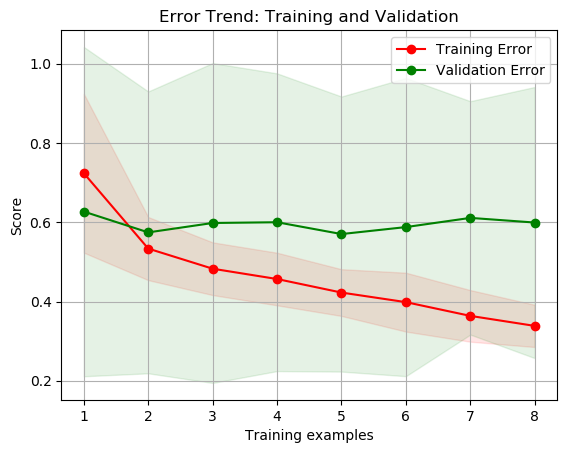 Error Trend: Training and Validation
Training Error
Validation Error
1.0
0.8
0.6
0.4
0.2
Score
1 2 3 4 5 6 7 8
Training examples